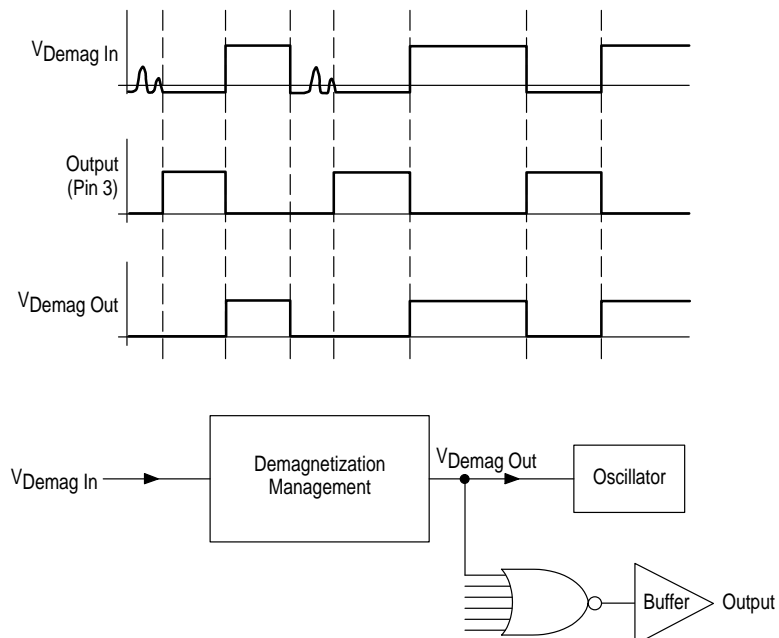 VDemag In
Output
(Pin 3)
VDemag Out
VDemag In
Demagnetization
Management
VDemag Out
Oscillator
Buffer
Output